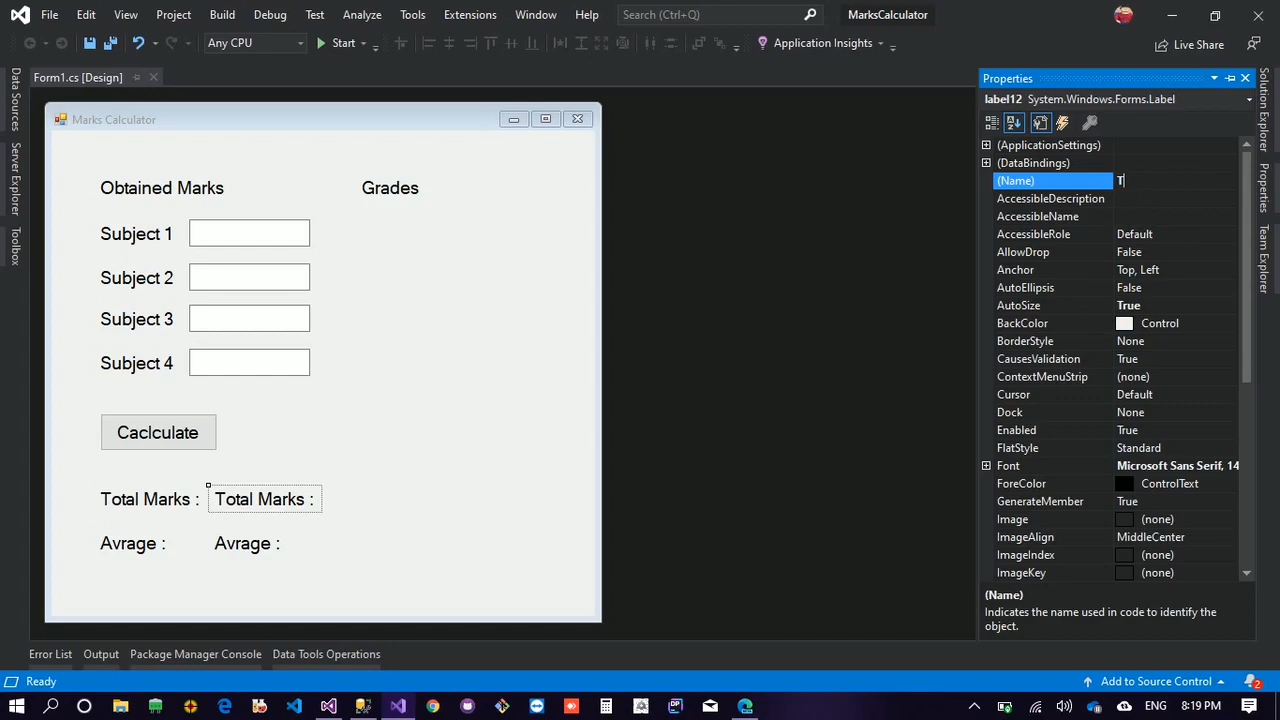 File Edit View Project Build Debug Test Analyze Tools Extensions Window Help Search (Ctrl+Q) MarksCalculator
Any CPU Start Application Insights Live Share
Form1.cs [Design]
Data Sources
Server Explorer
Toolbox
Marks Calculator
Obtained Marks Grades
Subject 1
Subject 2
Subject 3
Subject 4
Caclculate
Total Marks : Total Marks :
Avrage : Avrage :
Properties
label12 System.Windows.Forms.Label
(ApplicationSettings)
(DataBindings)
(Name) T
AccessibleDescription
AccessibleName
AccessibleRole Default
AllowDrop False
Anchor Top, Left
AutoEllipsis False
AutoSize True
BackColor Control
BorderStyle None
CausesValidation True
ContextMenuStrip (none)
Cursor Default
Dock None
Enabled True
FlatStyle Standard
Font Microsoft Sans Serif, 14
ForeColor ControlText
GenerateMember True
Image (none)
ImageAlign MiddleCenter
ImageIndex (none)
ImageKey (none)
(Name)
Indicates the name used in code to identify the
object.
Solution Explorer
Properties
Team Explorer
Error List Output Package Manager Console Data Tools Operations
Ready Add to Source Control 2
ENG 8:19 PM